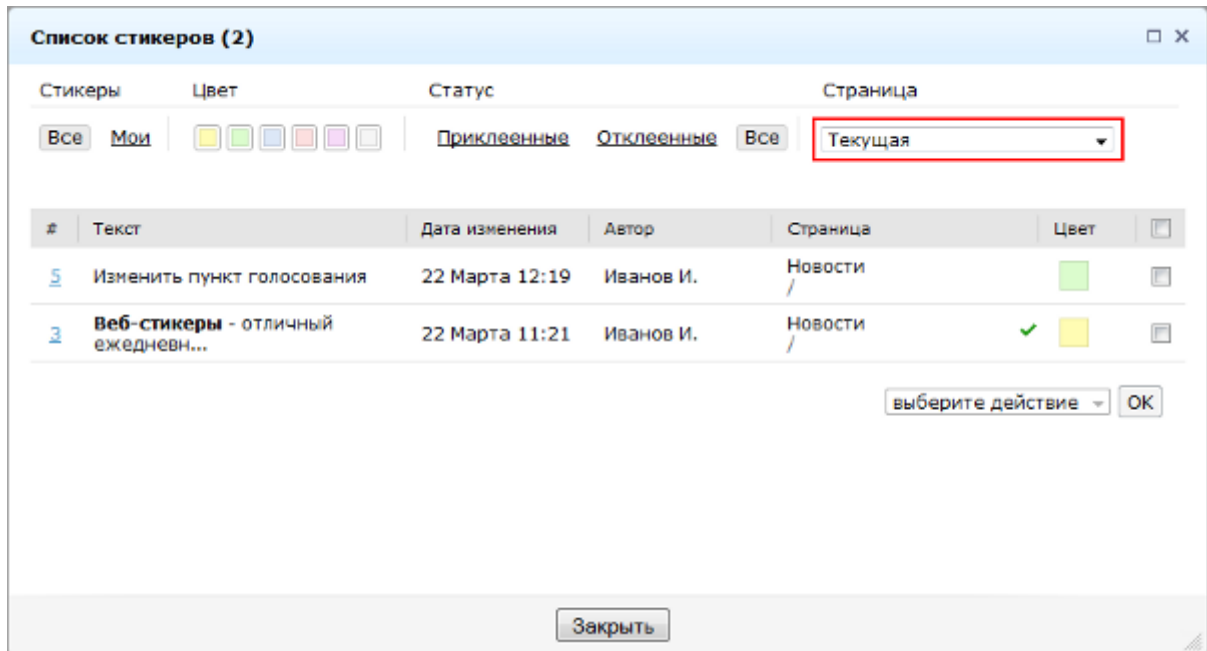 Список стикеров (2)
Стикеры Цвет Статус Страница
Все Мои Приклеенные Отклеенные Все Текущая
# Текст Дата изменения Автор Страница Цвет
5 Изменить пункт голосования 22 Марта 12:19 Иванов И. Новости
/
3 Веб-стикеры - отличный ежедневн... 22 Марта 11:21 Иванов И. Новости
/
выберите действие OK
Закрыть